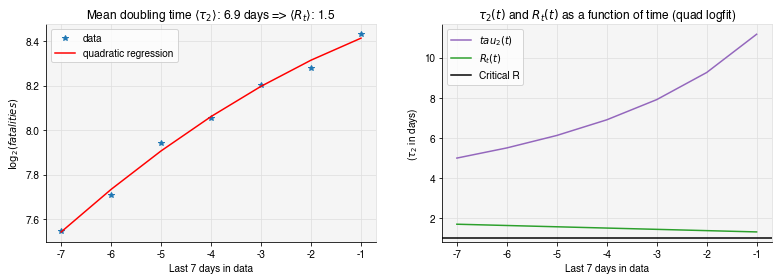 Mean doubling time ⟨τ₂⟩: 6.9 days => ⟨Rₜ⟩: 1.5
data
quadratic regression
log₂(fatalities)
8.4
8.2
8.0
7.8
7.6
-7 -6 -5 -4 -3 -2 -1
Last 7 days in data
τ₂(t) and Rₜ(t) as a function of time (quad logfit)
tau₂(t)
Rₜ(t)
Critical R
(τ₂ in days)
10
8
6
4
2
-7 -6 -5 -4 -3 -2 -1
Last 7 days in data